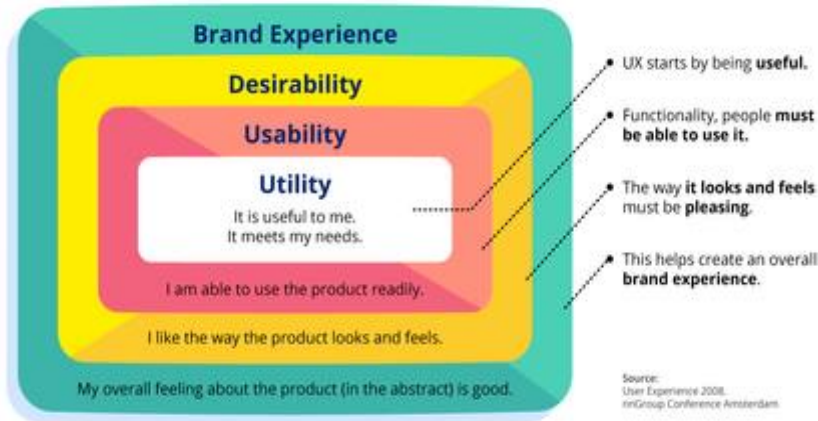 Brand Experience
Desirability
Usability
Utility
It is useful to me.
It meets my needs.
I am able to use the product readily.
I like the way the product looks and feels.
My overall feeling about the product (in the abstract) is good.
• UX starts by being useful.
• Functionality, people must
be able to use it.
• The way it looks and feels
must be pleasing.
• This helps create an overall
brand experience.
Source:
User Experience 2008.
nnGroup Conference Amsterdam